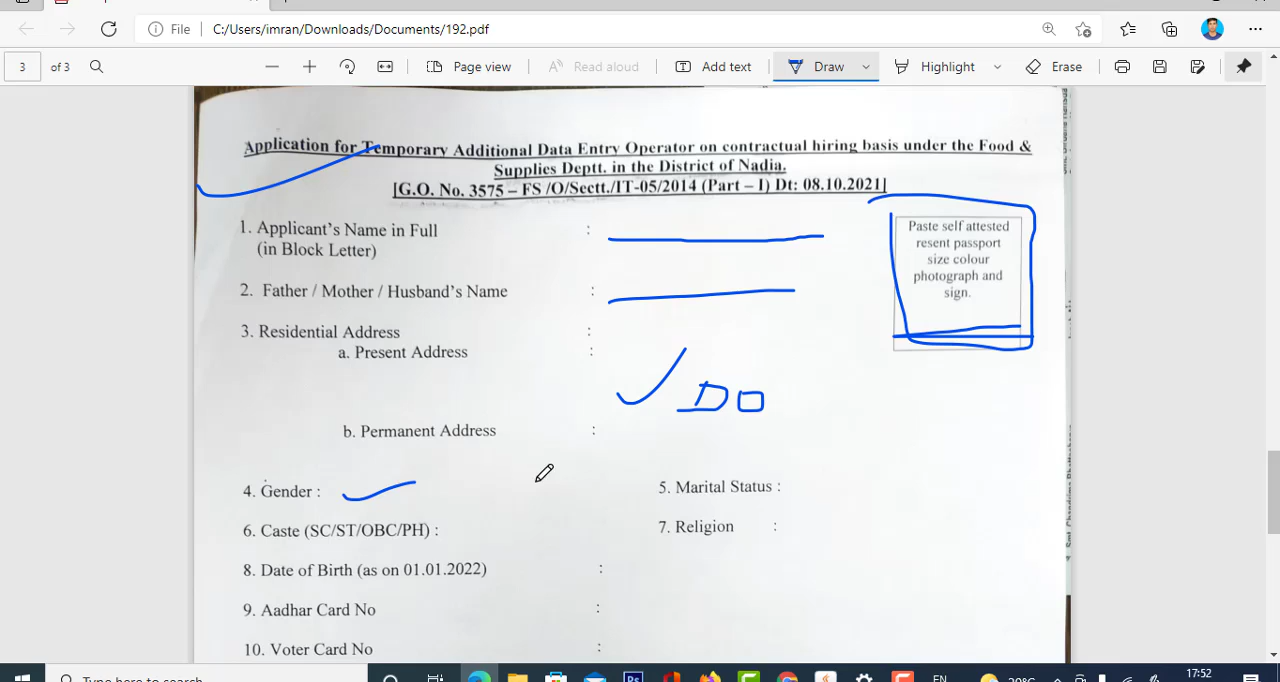 File C:/Users/imran/Downloads/Documents/192.pdf
3 of 3 Page view Read aloud Add text Draw Highlight Erase
Application for Temporary Additional Data Entry Operator on contractual hiring basis under the Food &
Supplies Deptt. in the District of Nadia.
[G.O. No. 3575 – FS /O/Sectt./IT-05/2014 (Part – I) Dt: 08.10.2021]
Paste self attested
resent passport
size colour
photograph and
sign.
1. Applicant's Name in Full :
(in Block Letter)
2. Father / Mother / Husband's Name :
3. Residential Address :
a. Present Address :
DO
b. Permanent Address :
4. Gender : 5. Marital Status :
6. Caste (SC/ST/OBC/PH) : 7. Religion :
8. Date of Birth (as on 01.01.2022) :
9. Aadhar Card No :
10. Voter Card No :
EN 17:52